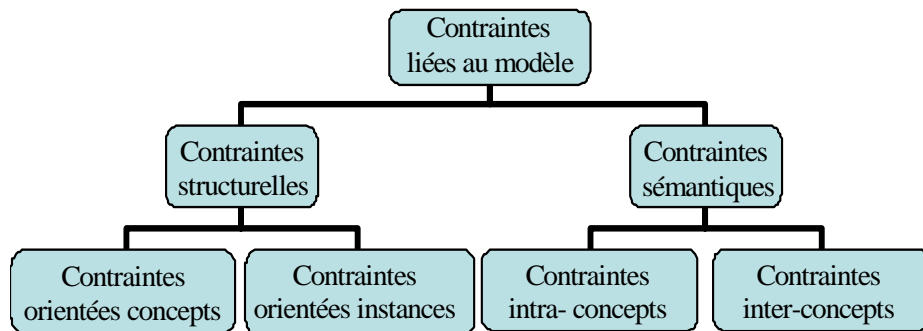 Contraintes
liées au modèle
Contraintes
structurelles
Contraintes
sémantiques
Contraintes
orientées concepts
Contraintes
orientées instances
Contraintes
intra- concepts
Contraintes
inter-concepts